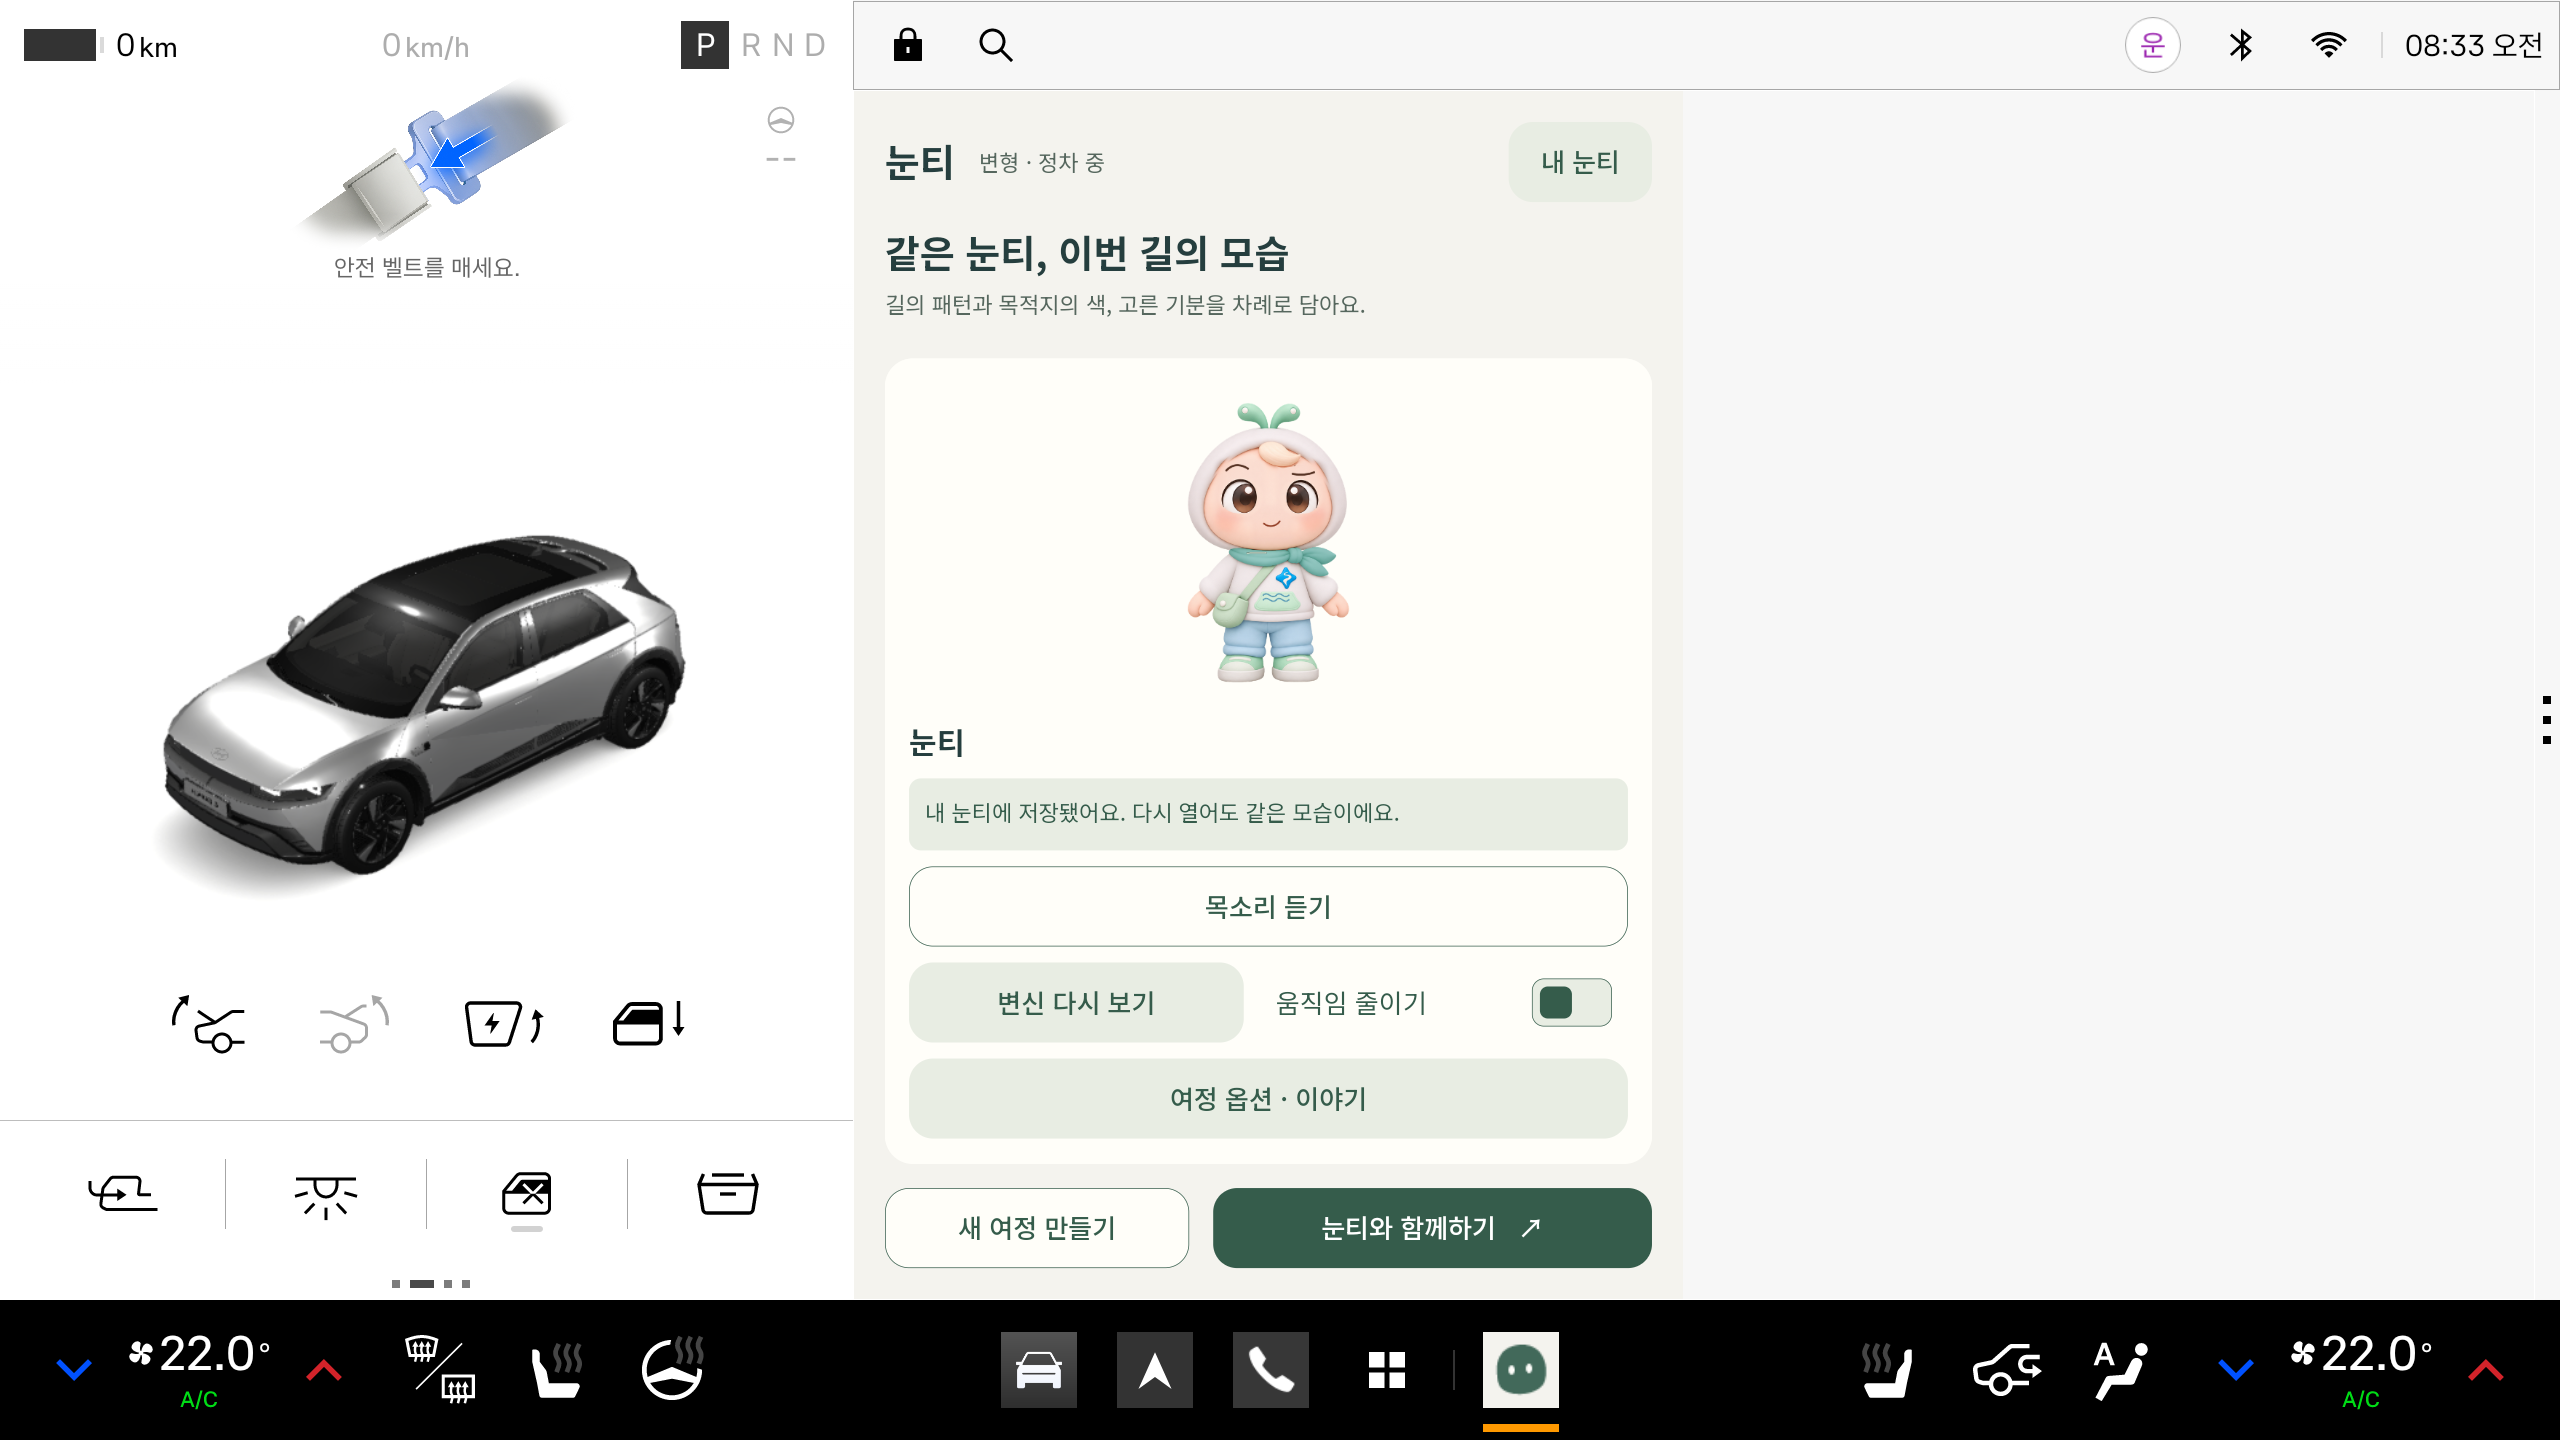 0 km
0 km/h
P R N D
08:33 오전
운
안전 벨트를 매세요.
눈티
변형 · 정차 중
내 눈티
같은 눈티, 이번 길의 모습
길의 패턴과 목적지의 색, 고른 기분을 차례로 담아요.
눈티
내 눈티에 저장됐어요. 다시 열어도 같은 모습이에요.
목소리 듣기
변신 다시 보기
움직임 줄이기
여정 옵션 · 이야기
새 여정 만들기
눈티와 함께하기 ↗
22.0°
A/C
A
22.0°
A/C